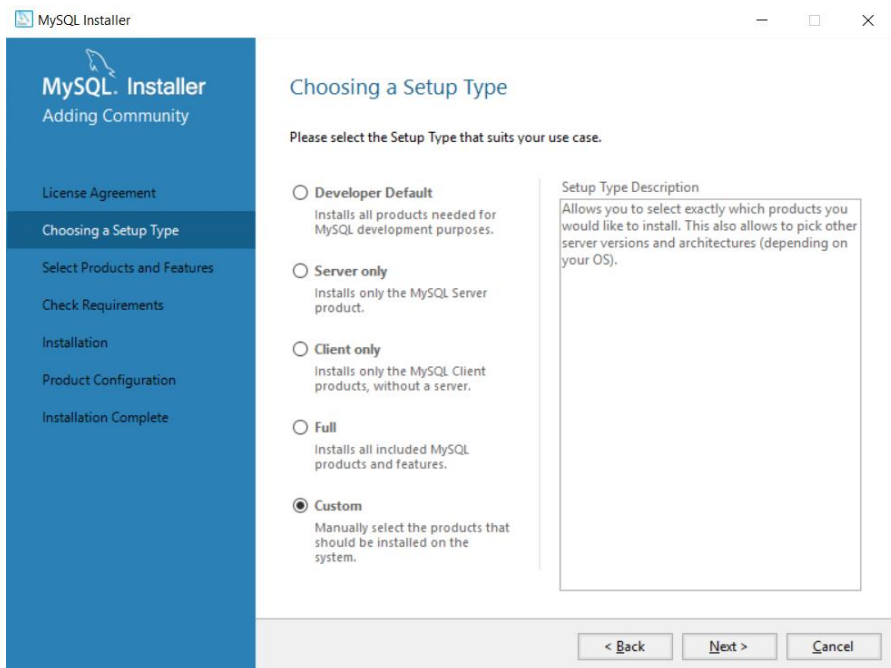 MySQL Installer
MySQL. Installer
Adding Community
License Agreement
Choosing a Setup Type
Select Products and Features
Check Requirements
Installation
Product Configuration
Installation Complete
Choosing a Setup Type
Please select the Setup Type that suits your use case.
Developer Default
Installs all products needed for
MySQL development purposes.
Server only
Installs only the MySQL Server
product.
Client only
Installs only the MySQL Client
products, without a server.
Full
Installs all included MySQL
products and features.
Custom
Manually select the products that
should be installed on the
system.
Setup Type Description
Allows you to select exactly which products you
would like to install. This also allows to pick other
server versions and architectures (depending on
your OS).
< Back
Next >
Cancel